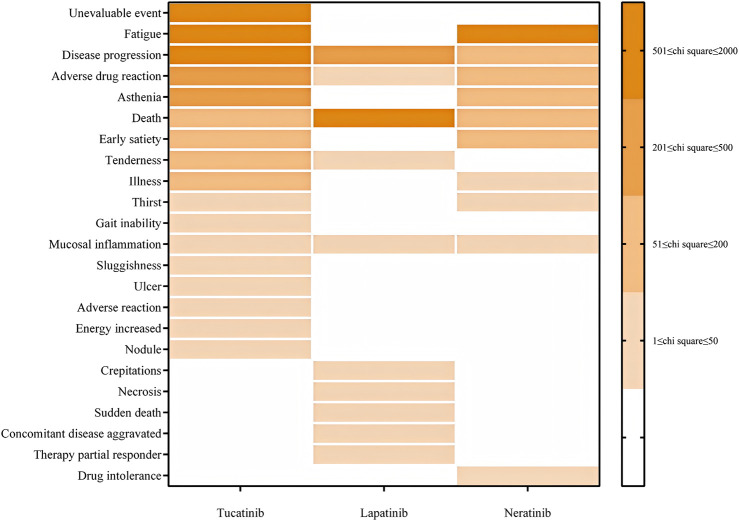 Unevaluable event
Fatigue
Disease progression
Adverse drug reaction
Asthenia
Death
Early satiety
Tenderness
Illness
Thirst
Gait inability
Mucosal inflammation
Sluggishness
Ulcer
Adverse reaction
Energy increased
Nodule
Crepitations
Necrosis
Sudden death
Concomitant disease aggravated
Therapy partial responder
Drug intolerance
Tucatinib Lapatinib Neratinib
501≤chi square≤2000
201≤chi square≤500
51≤chi square≤200
1≤chi square≤50